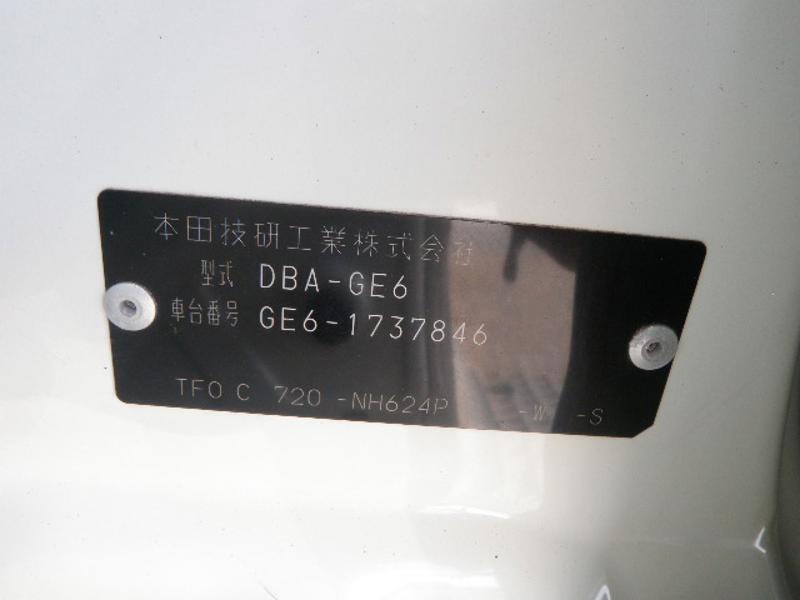 本田技研工業株式会社
型式 DBA-GE6
車台番号 GE6-1737846
TF0 C 720 -NH624P -W -S